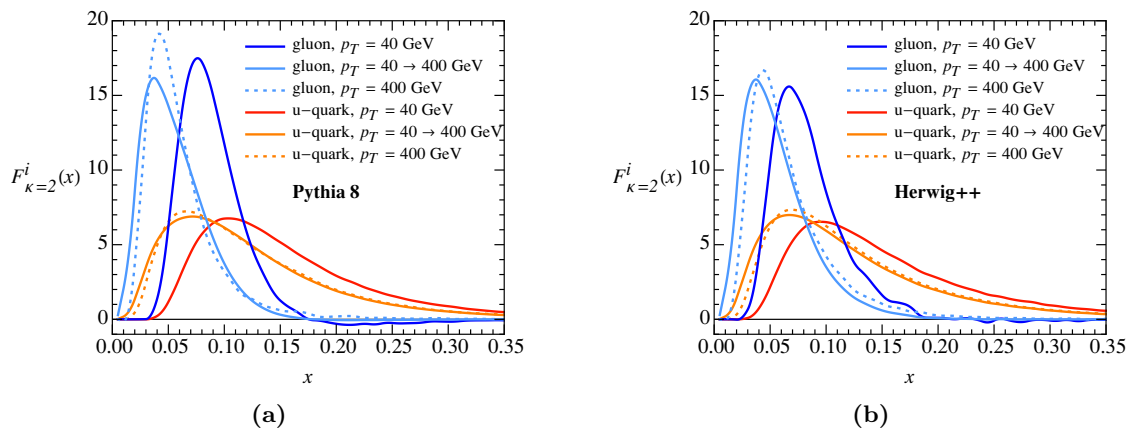 20
15
10
5
0
F^i_{κ=2}(x)
gluon, p_T = 40 GeV
gluon, p_T = 40 → 400 GeV
gluon, p_T = 400 GeV
u−quark, p_T = 40 GeV
u−quark, p_T = 40 → 400 GeV
u−quark, p_T = 400 GeV
Pythia 8
0.00 0.05 0.10 0.15 0.20 0.25 0.30 0.35
x
(a)
20
15
10
5
0
F^i_{κ=2}(x)
gluon, p_T = 40 GeV
gluon, p_T = 40 → 400 GeV
gluon, p_T = 400 GeV
u−quark, p_T = 40 GeV
u−quark, p_T = 40 → 400 GeV
u−quark, p_T = 400 GeV
Herwig++
0.00 0.05 0.10 0.15 0.20 0.25 0.30 0.35
x
(b)